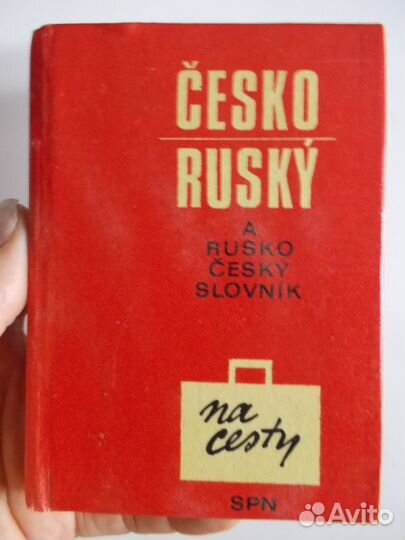 ČESKO
RUSKÝ
A
RUSKO
ČESKÝ
SLOVNÍK
na
cesty
SPN
Avito